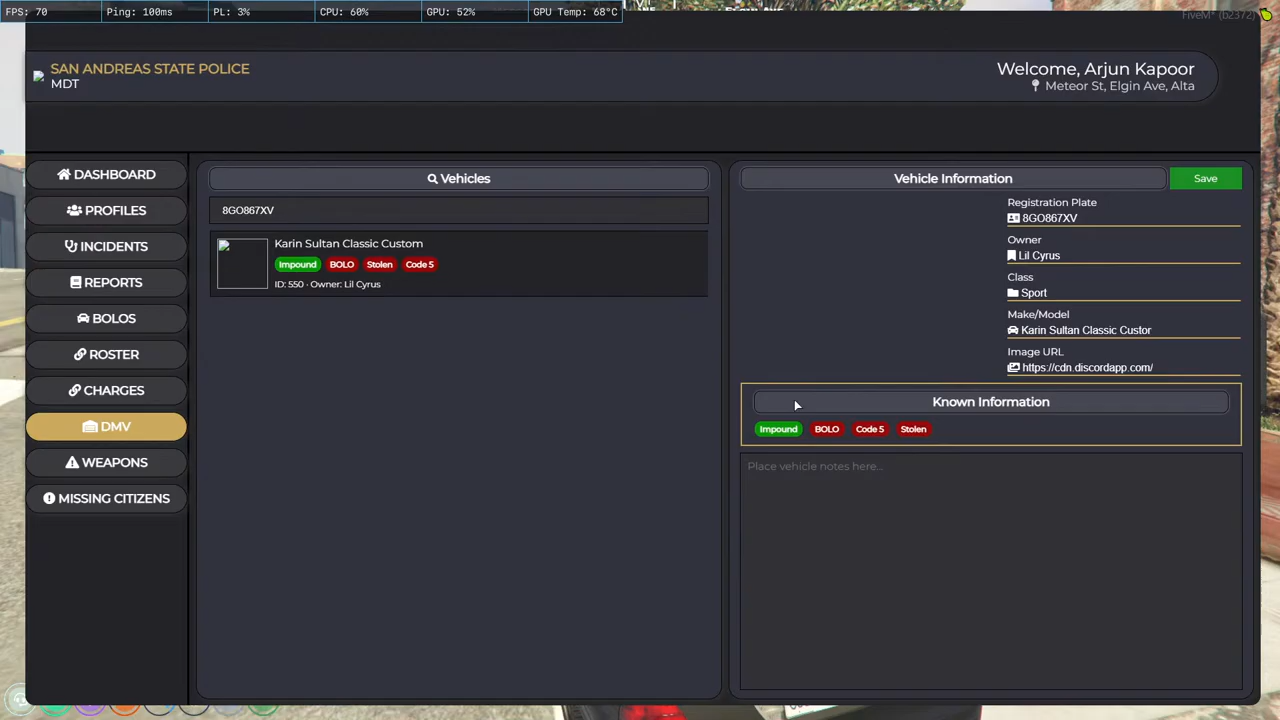 FPS: 70 Ping: 100ms PL: 3% CPU: 60% GPU: 52% GPU Temp: 68°C
FiveM* (b2372)
SAN ANDREAS STATE POLICE
MDT
Welcome, Arjun Kapoor
Meteor St, Elgin Ave, Alta
DASHBOARD
PROFILES
INCIDENTS
REPORTS
BOLOS
ROSTER
CHARGES
DMV
WEAPONS
MISSING CITIZENS
Vehicles
8GO867XV
Karin Sultan Classic Custom
Impound BOLO Stolen Code 5
ID: 550 · Owner: Lil Cyrus
Vehicle Information
Save
Registration Plate
8GO867XV
Owner
Lil Cyrus
Class
Sport
Make/Model
Karin Sultan Classic Custor
Image URL
https://cdn.discordapp.com/
Known Information
Impound BOLO Code 5 Stolen
Place vehicle notes here...